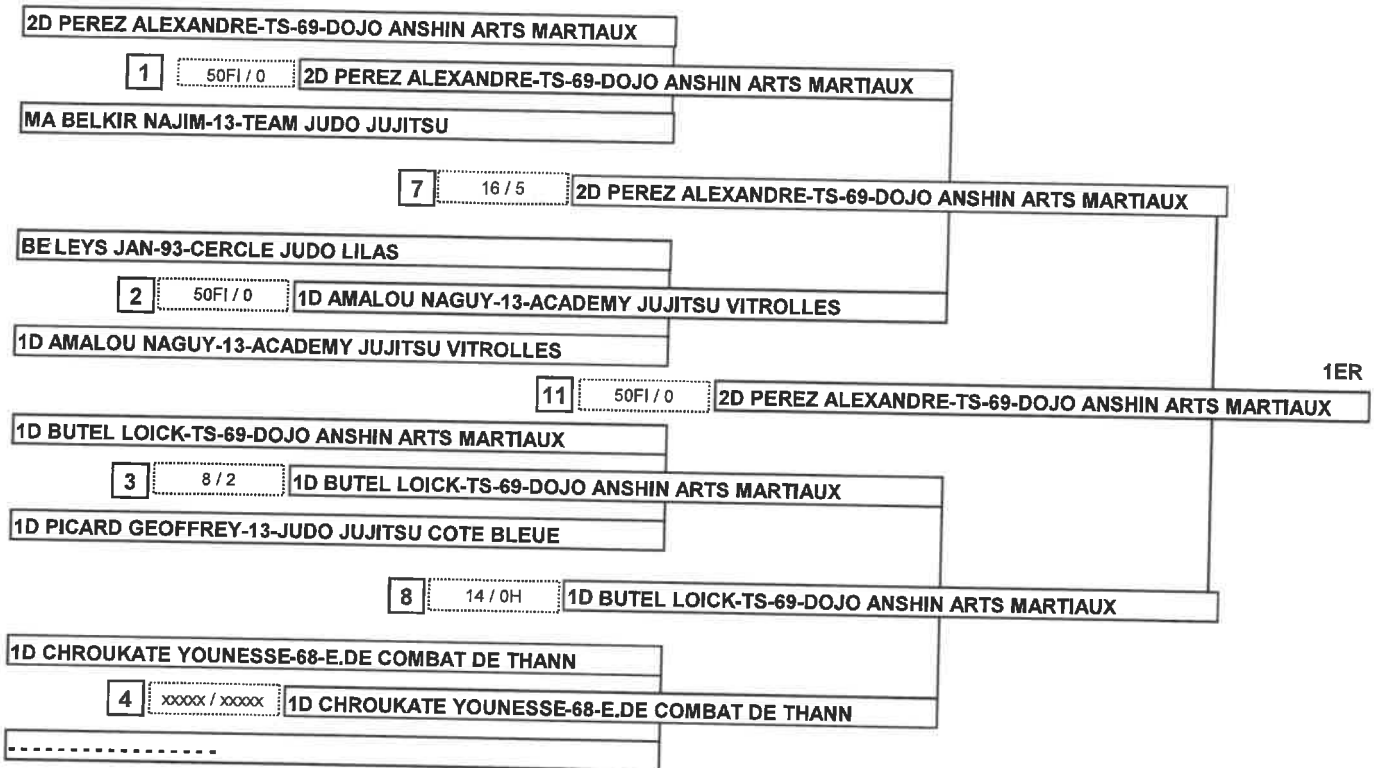 2D PEREZ ALEXANDRE-TS-69-DOJO ANSHIN ARTS MARTIAUX
1 50FI / 0 2D PEREZ ALEXANDRE-TS-69-DOJO ANSHIN ARTS MARTIAUX
MA BELKIR NAJIM-13-TEAM JUDO JUJITSU
7 16 / 5 2D PEREZ ALEXANDRE-TS-69-DOJO ANSHIN ARTS MARTIAUX
BE LEYS JAN-93-CERCLE JUDO LILAS
2 50FI / 0 1D AMALOU NAGUY-13-ACADEMY JUJITSU VITROLLES
1D AMALOU NAGUY-13-ACADEMY JUJITSU VITROLLES
1ER
11 50FI / 0 2D PEREZ ALEXANDRE-TS-69-DOJO ANSHIN ARTS MARTIAUX
1D BUTEL LOICK-TS-69-DOJO ANSHIN ARTS MARTIAUX
3 8 / 2 1D BUTEL LOICK-TS-69-DOJO ANSHIN ARTS MARTIAUX
1D PICARD GEOFFREY-13-JUDO JUJITSU COTE BLEUE
8 14 / 0H 1D BUTEL LOICK-TS-69-DOJO ANSHIN ARTS MARTIAUX
1D CHROUKATE YOUNESSE-68-E.DE COMBAT DE THANN
4 xxxxx / xxxxx 1D CHROUKATE YOUNESSE-68-E.DE COMBAT DE THANN
-----------------